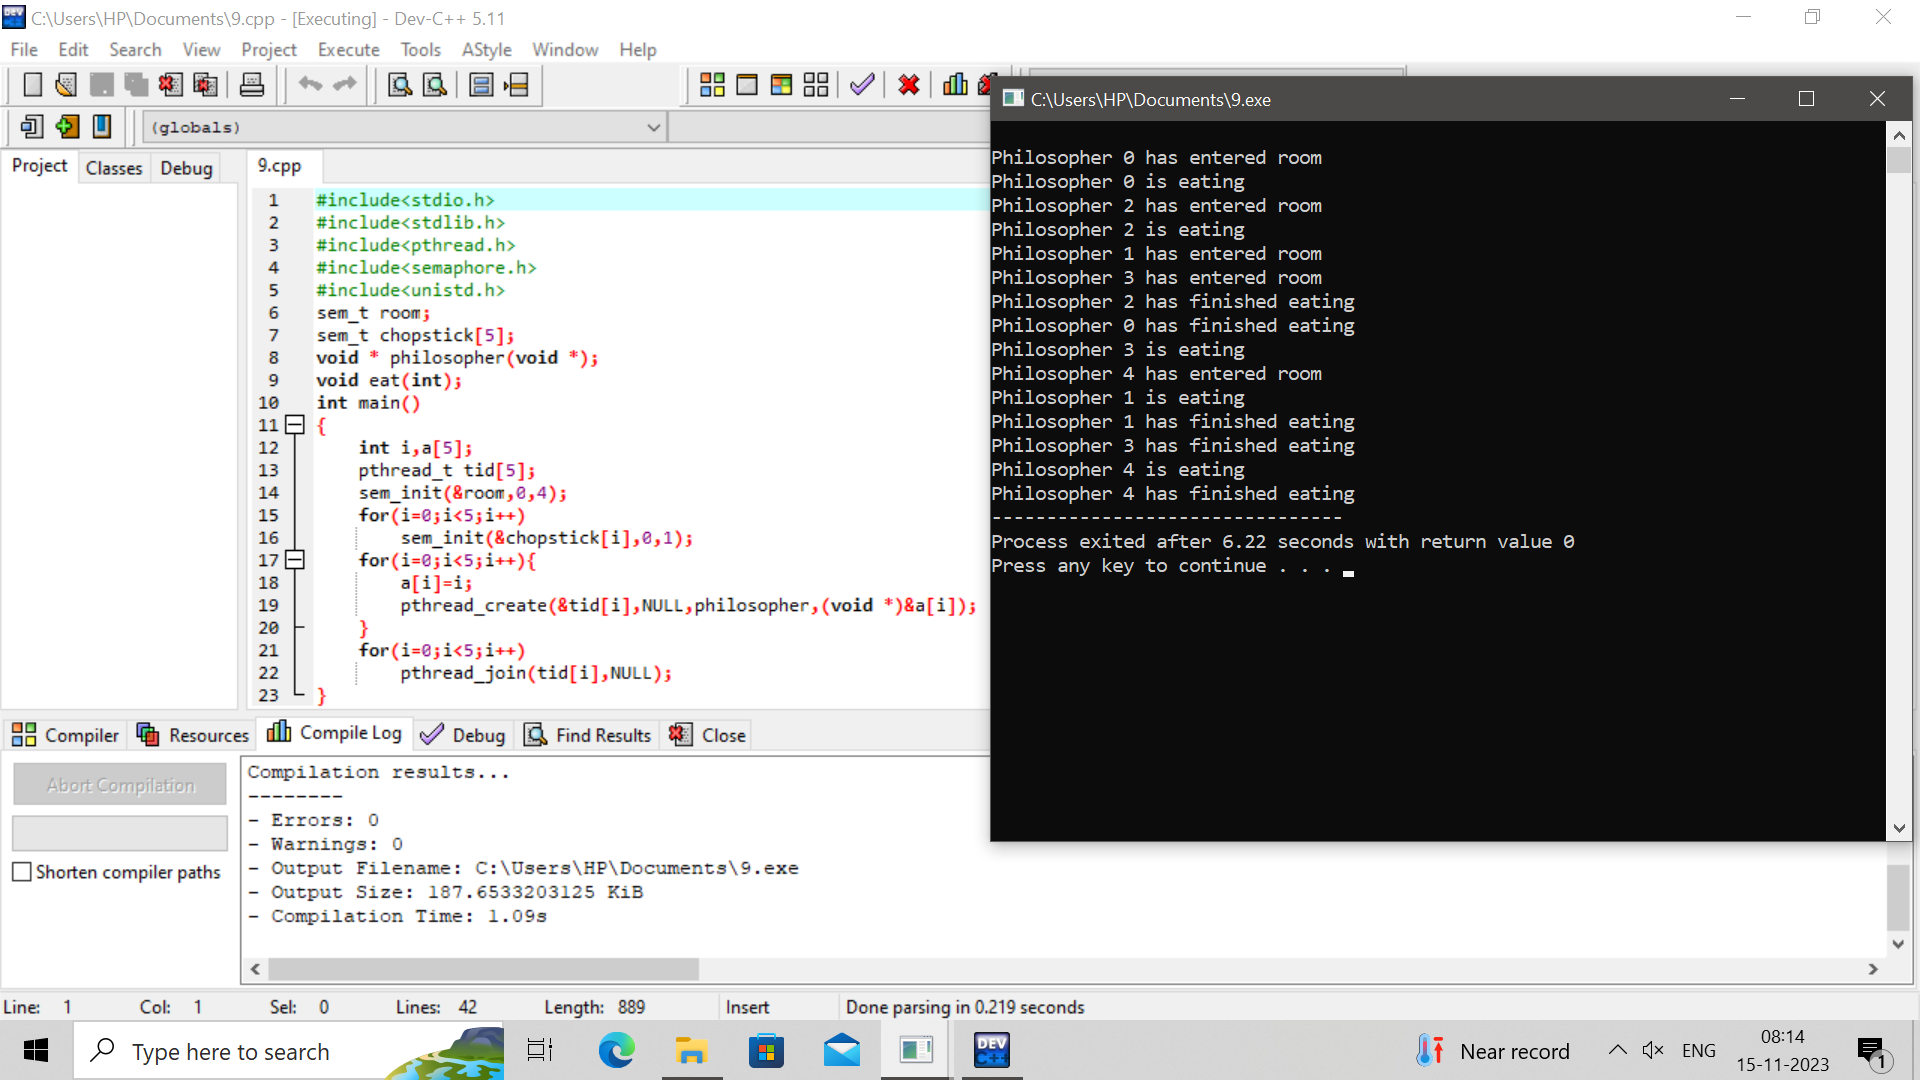 C:\Users\HP\Documents\9.cpp - [Executing] - Dev-C++ 5.11
File Edit Search View Project Execute Tools AStyle Window Help
(globals)
Project Classes Debug
9.cpp
1 #include<stdio.h>
2 #include<stdlib.h>
3 #include<pthread.h>
4 #include<semaphore.h>
5 #include<unistd.h>
6 sem_t room;
7 sem_t chopstick[5];
8 void * philosopher(void *);
9 void eat(int);
10 int main()
11 {
12 int i,a[5];
13 pthread_t tid[5];
14 sem_init(&room,0,4);
15 for(i=0;i<5;i++)
16 sem_init(&chopstick[i],0,1);
17 for(i=0;i<5;i++){
18 a[i]=i;
19 pthread_create(&tid[i],NULL,philosopher,(void *)&a[i]);
20 }
21 for(i=0;i<5;i++)
22 pthread_join(tid[i],NULL);
23 }
C:\Users\HP\Documents\9.exe
Philosopher 0 has entered room
Philosopher 0 is eating
Philosopher 2 has entered room
Philosopher 2 is eating
Philosopher 1 has entered room
Philosopher 3 has entered room
Philosopher 2 has finished eating
Philosopher 0 has finished eating
Philosopher 3 is eating
Philosopher 4 has entered room
Philosopher 1 is eating
Philosopher 1 has finished eating
Philosopher 3 has finished eating
Philosopher 4 is eating
Philosopher 4 has finished eating
--------------------------------
Process exited after 6.22 seconds with return value 0
Press any key to continue . . .
Compiler Resources Compile Log Debug Find Results Close
Abort Compilation
Shorten compiler paths
Compilation results...
--------
- Errors: 0
- Warnings: 0
- Output Filename: C:\Users\HP\Documents\9.exe
- Output Size: 187.6533203125 KiB
- Compilation Time: 1.09s
Line: 1 Col: 1 Sel: 0 Lines: 42 Length: 889 Insert Done parsing in 0.219 seconds
Type here to search
DEV C++
Near record
ENG
08:14
15-11-2023
1